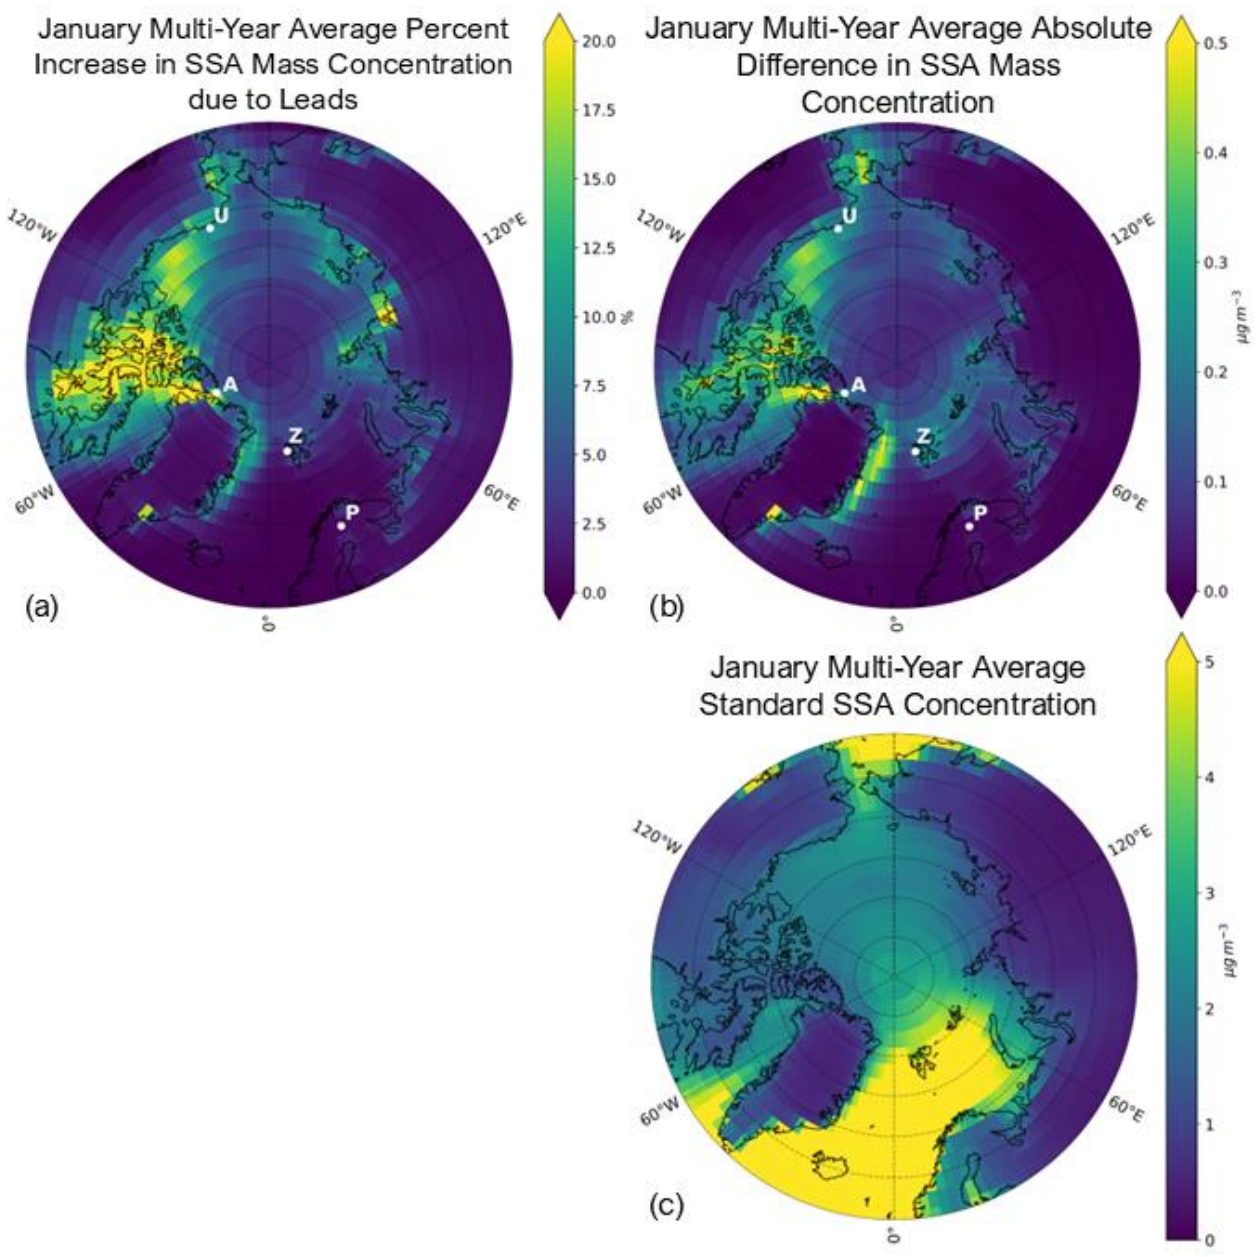 January Multi-Year Average Percent
Increase in SSA Mass Concentration
due to Leads
20.0
17.5
15.0
12.5
10.0
7.5
5.0
2.5
0.0
%
120°W
120°E
60°W
60°E
0°
U
A
Z
P
(a)
January Multi-Year Average Absolute
Difference in SSA Mass
Concentration
0.5
0.4
0.3
0.2
0.1
0.0
μg m⁻³
120°W
120°E
60°W
60°E
0°
U
A
Z
P
(b)
January Multi-Year Average
Standard SSA Concentration
5
4
3
2
1
0
μg m⁻³
120°W
120°E
60°W
60°E
0°
(c)